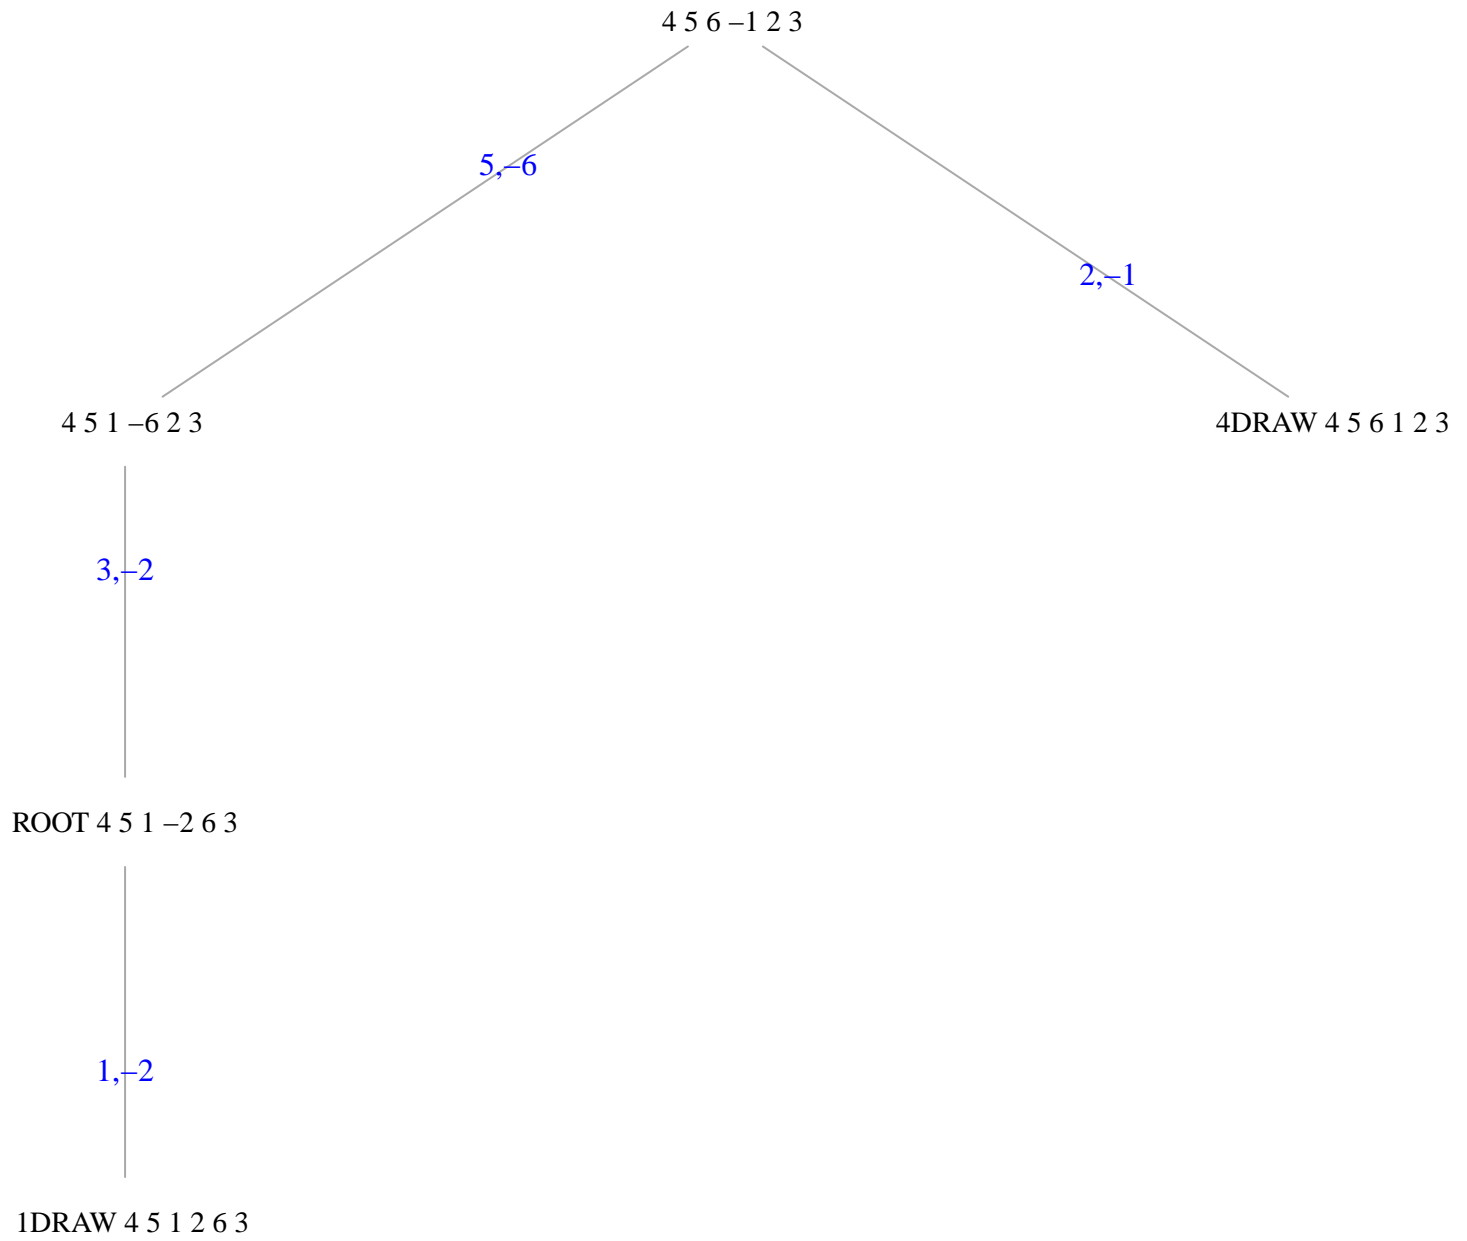 4 5 6 –1 2 3
5,–6
2,–1
4 5 1 –6 2 3
4DRAW 4 5 6 1 2 3
3,–2
ROOT 4 5 1 –2 6 3
1,–2
1DRAW 4 5 1 2 6 3